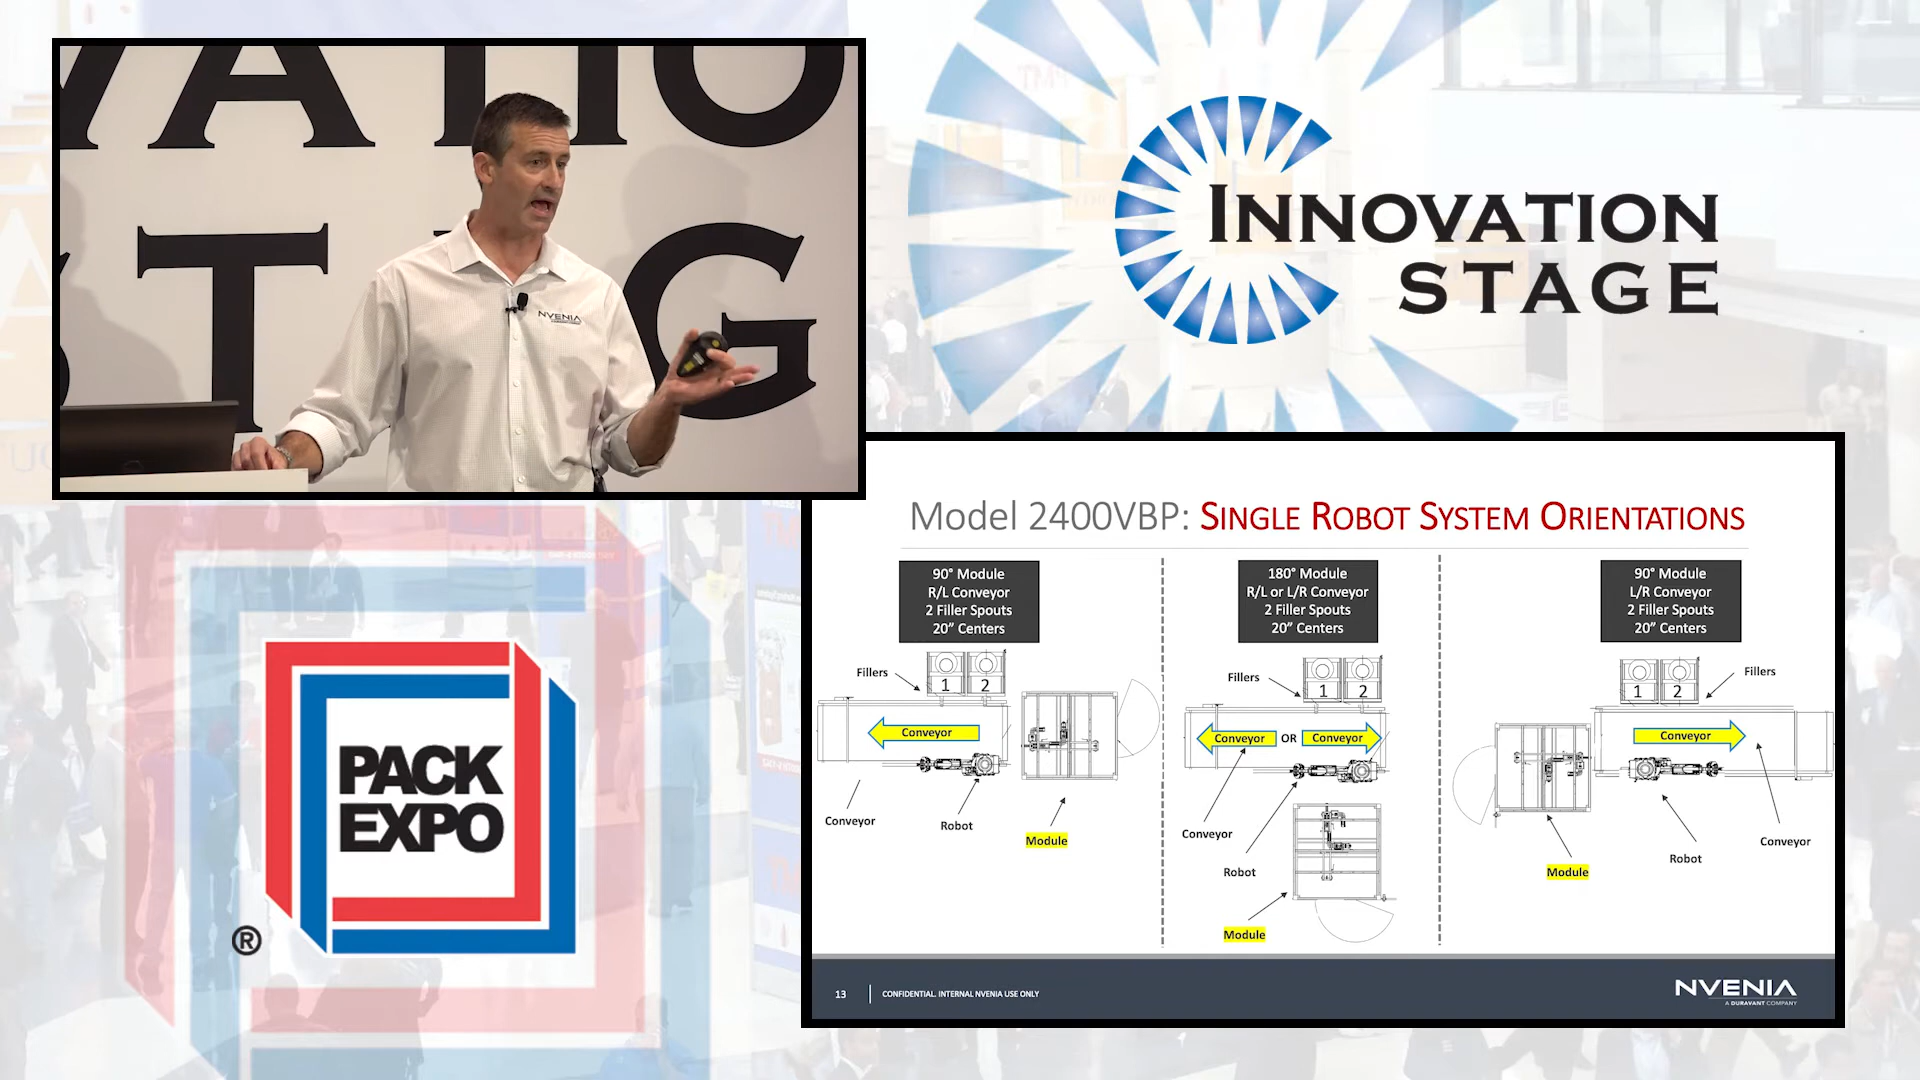 VATIO
STAG
NVENIA
INNOVATION
STAGE
PACK
EXPO
®
Model 2400VBP: SINGLE ROBOT SYSTEM ORIENTATIONS
90° Module
R/L Conveyor
2 Filler Spouts
20” Centers
Fillers
1 2
Conveyor
Conveyor
Robot
Module
180° Module
R/L or L/R Conveyor
2 Filler Spouts
20” Centers
Fillers
1 2
Conveyor OR Conveyor
Conveyor
Robot
Module
90° Module
L/R Conveyor
2 Filler Spouts
20” Centers
Fillers
1 2
Conveyor
Conveyor
Robot
Module
13
CONFIDENTIAL. INTERNAL NVENIA USE ONLY
NVENIA
A DURAVANT COMPANY